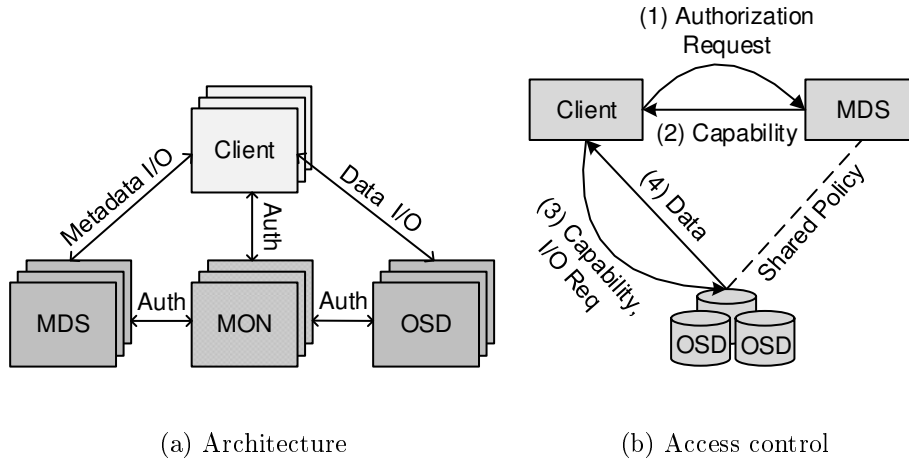 Client
Metadata I/O
Auth
Data I/O
MDS
Auth
MON
Auth
OSD
(a) Architecture
(1) Authorization
Request
Client
MDS
(2) Capability
(3) Capability,
I/O Req
(4) Data
Shared Policy
OSD
OSD
(b) Access control